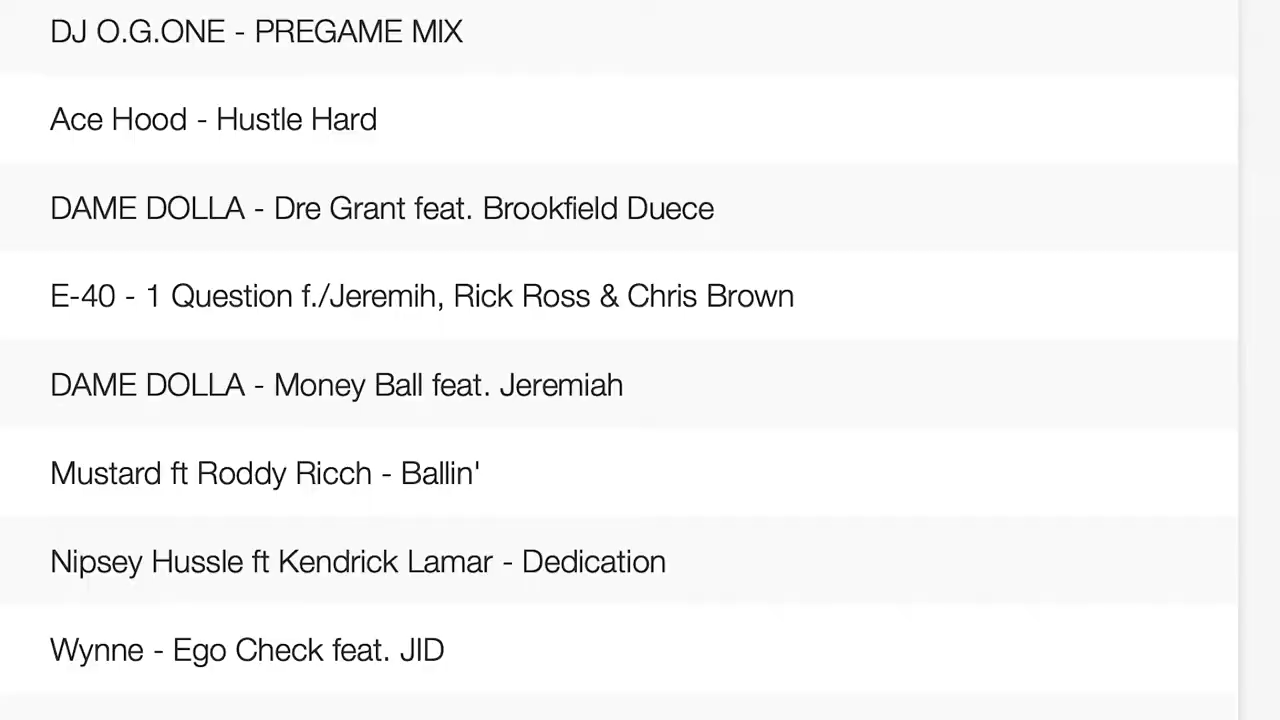 DJ O.G.ONE - PREGAME MIX
Ace Hood - Hustle Hard
DAME DOLLA - Dre Grant feat. Brookfield Duece
E-40 - 1 Question f./Jeremih, Rick Ross & Chris Brown
DAME DOLLA - Money Ball feat. Jeremiah
Mustard ft Roddy Ricch - Ballin'
Nipsey Hussle ft Kendrick Lamar - Dedication
Wynne - Ego Check feat. JID